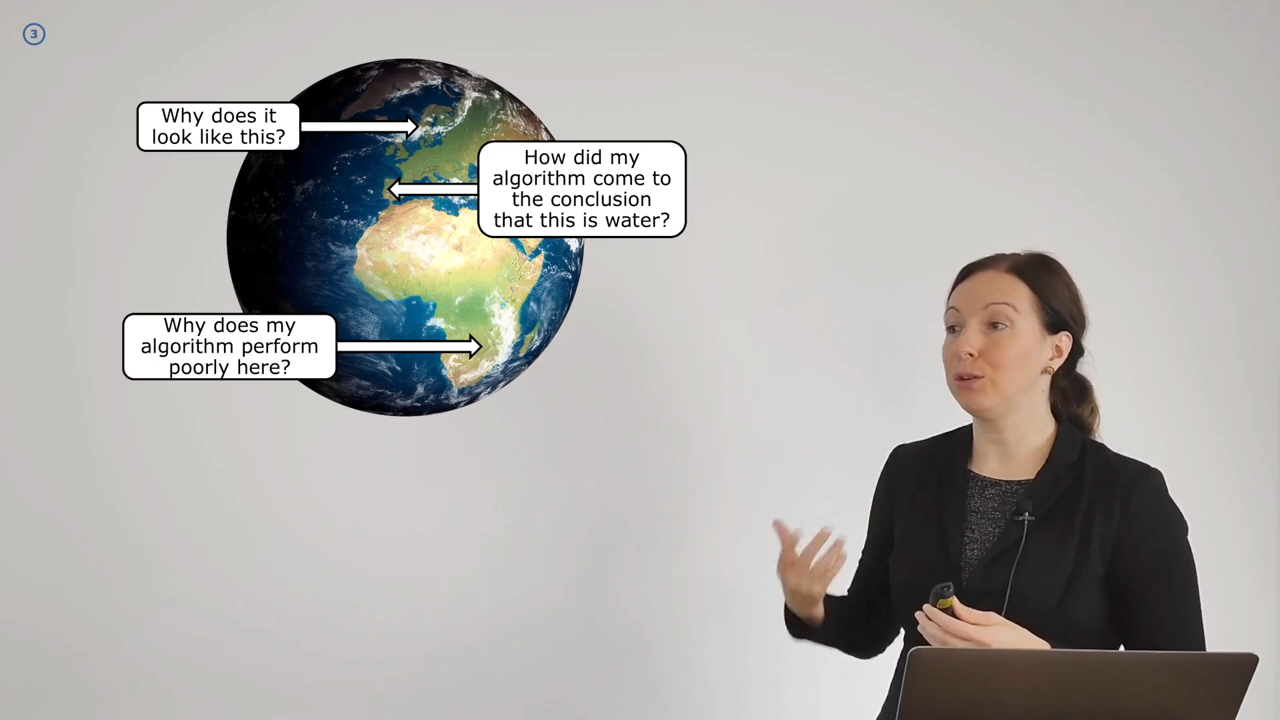 3
Why does it
look like this?
How did my
algorithm come to
the conclusion
that this is water?
Why does my
algorithm perform
poorly here?